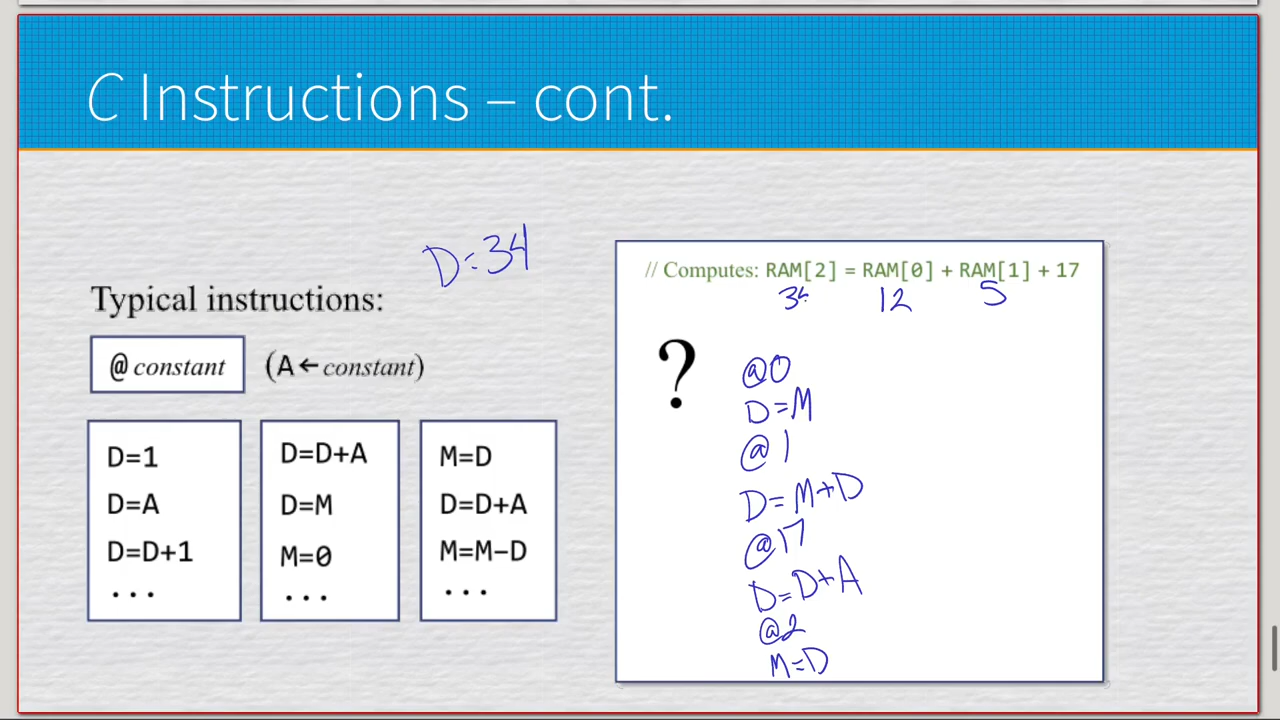 C Instructions – cont.
D=34
Typical instructions:
@ constant (A←constant)
D=1
D=A
D=D+1
...
D=D+A
D=M
M=0
...
M=D
D=D+A
M=M-D
...
// Computes: RAM[2] = RAM[0] + RAM[1] + 17
34 12 5
?
@0
D=M
@1
D=M+D
@17
D=D+A
@2
M=D